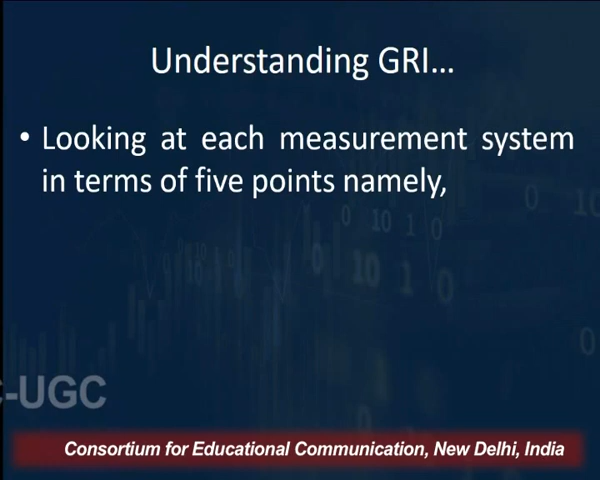 Understanding GRI...
• Looking at each measurement system
in terms of five points namely,
C-UGC
Consortium for Educational Communication, New Delhi, India